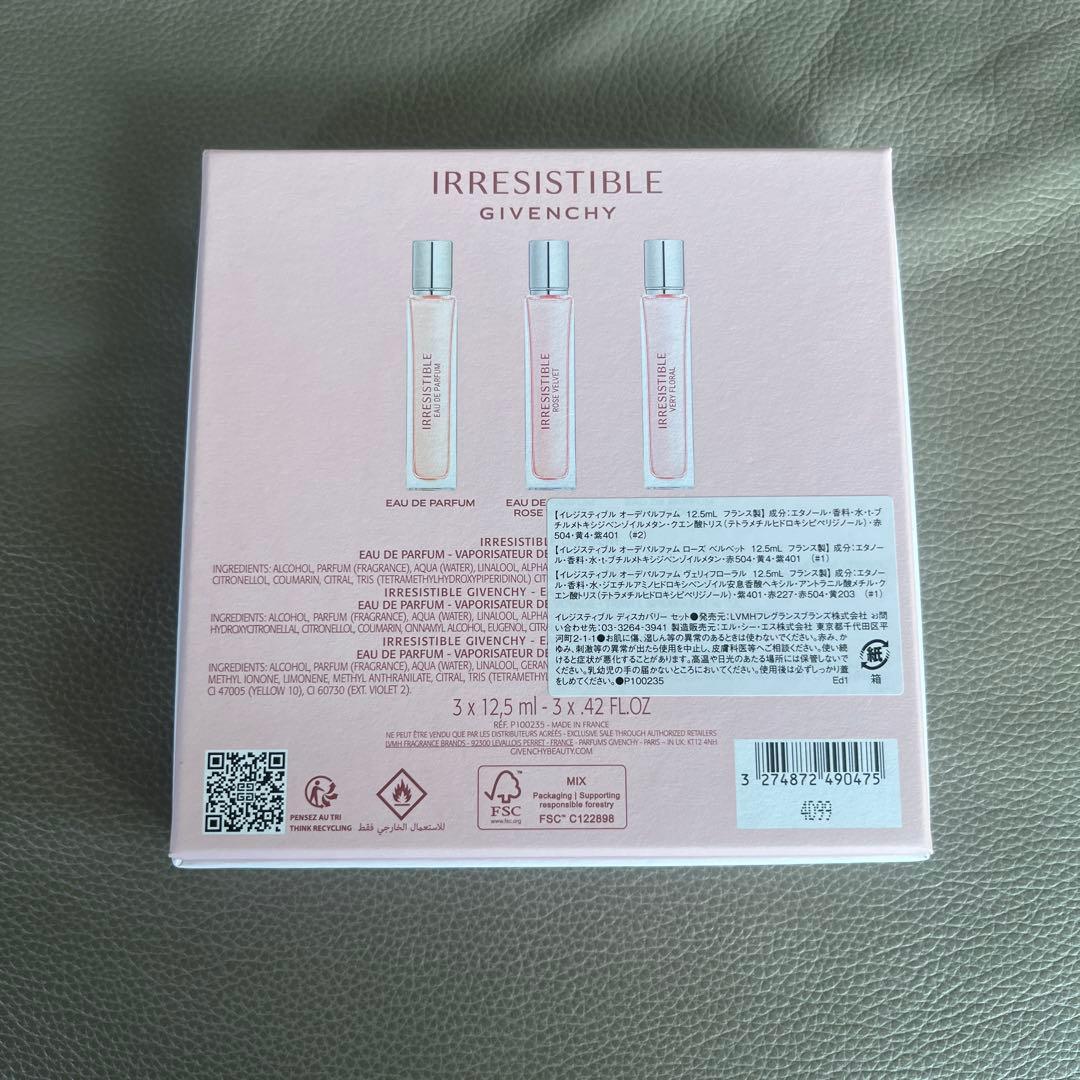 IRRESISTIBLE
GIVENCHY
IRRESISTIBLE
EAU DE PARFUM
IRRESISTIBLE
ROSE VELVET
IRRESISTIBLE
VERY FLORAL
EAU DE PARFUM
EAU DE
ROSE
IRRESISTIBL
EAU DE PARFUM - VAPORISATEUR DE
INGREDIENTS: ALCOHOL, PARFUM (FRAGRANCE), AQUA (WATER), LINALOOL, ALPHA
CITRONELLOL, COUMARIN, CITRAL, TRIS (TETRAMETHYLHYDROXYPIPERIDINOL) CIT
IRRESISTIBLE GIVENCHY - E
EAU DE PARFUM - VAPORISATEUR DE
INGREDIENTS: ALCOHOL, PARFUM (FRAGRANCE), AQUA (WATER), LINALOOL, ALPHA
HYDROXYCITRONELLAL, CITRONELLOL, COUMARIN, CINNAMYL ALCOHOL, EUGENOL, CITR
IRRESISTIBLE GIVENCHY - E
EAU DE PARFUM - VAPORISATEUR DE
INGREDIENTS: ALCOHOL, PARFUM (FRAGRANCE), AQUA (WATER), LINALOOL, GERAN
METHYL IONONE, LIMONENE, METHYL ANTHRANILATE, CITRAL, TRIS (TETRAMETHYL
CI 47005 (YELLOW 10), CI 60730 (EXT. VIOLET 2).
【イレジスティブル オーデパルファム 12.5mL フランス製】成分:エタノール・香料・水・t-ブ
チルメトキシジベンゾイルメタン・クエン酸トリス(テトラメチルヒドロキシピペリジノール)・赤
504・黄4・紫401 (#2)
【イレジスティブル オーデパルファム ローズ ベルベット 12.5mL フランス製】成分:エタノー
ル・香料・水・t-ブチルメトキシジベンゾイルメタン・赤504・黄4・紫401 (#1)
【イレジスティブル オーデパルファム ヴェリィフローラル 12.5mL フランス製】成分:エタノー
ル・香料・水・ジエチルアミノヒドロキシベンゾイル安息香酸ヘキシル・アントラニル酸メチル・ク
エン酸トリス(テトラメチルヒドロキシピペリジノール)・紫401・赤227・赤504・黄203 (#1)
イレジスティブル ディスカバリー セット●発売元:LVMHフレグランスブランズ株式会社 お問
い合わせ先:03-3264-3941 製造販売元:エル・シー・エス株式会社 東京都千代田区平
河町2-1-1●お肌に傷、湿しん等の異常のあるときは使わないでください。赤み、か
ゆみ、刺激等の異常が出たら使用を中止し、皮膚科医等へご相談ください。使い続
けると症状が悪化することがあります。高温や日光のあたる場所には保管しないで
ください。乳幼児の手の届かないところにおいてください。使用後は必ずしっかり蓋
をしめてください。●P100235
Ed1
紙
箱
3 x 12,5 ml - 3 x .42 FL.OZ
RÉF. P100235 - MADE IN FRANCE
NE PEUT ÊTRE VENDU QUE PAR LES DISTRIBUTEURS AGRÉÉS - EXCLUSIVE SALE THROUGH AUTHORIZED RETAILERS
LVMH FRAGRANCE BRANDS - 92300 LEVALLOIS PERRET - FRANCE - PARFUMS GIVENCHY - PARIS - IN UK: KT12 4NH
GIVENCHYBEAUTY.COM
PENSEZ AU TRI
THINK RECYCLING
للاستعمال الخارجي فقط
FSC
www.fsc.org
MIX
Packaging | Supporting
responsible forestry
FSC™ C122898
3 274872 490475
4D99